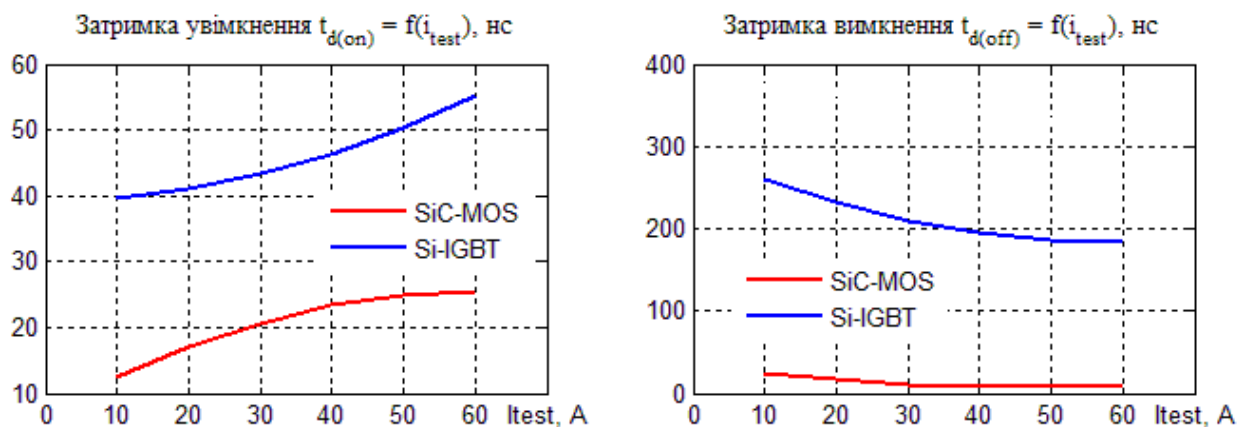 Затримка увімкнення t_d(on) = f(i_test), нс
60
50
40
30
20
10
0 10 20 30 40 50 60 Itest, A
SiC-MOS
Si-IGBT
Затримка вимкнення t_d(off) = f(i_test), нс
400
300
200
100
0
0 10 20 30 40 50 60 Itest, A
SiC-MOS
Si-IGBT